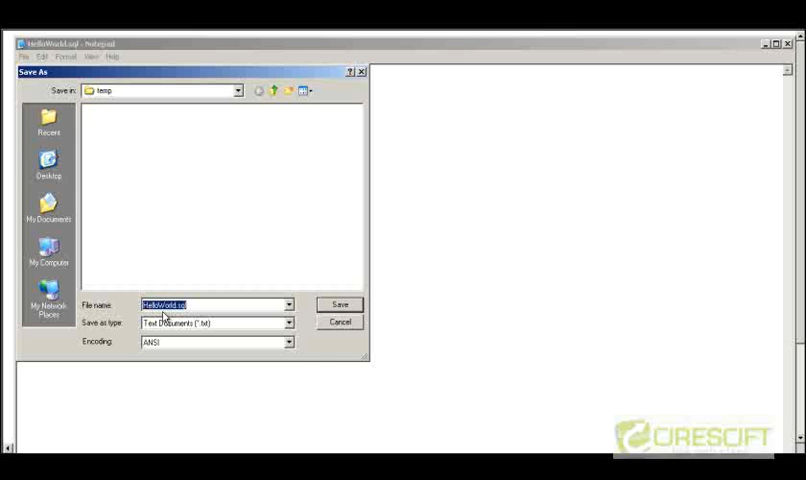 HelloWorld.sql - Notepad
File Edit Format View Help
Save As
Save in: temp
Recent
Desktop
My Documents
My Computer
My Network
Places
File name: HelloWorld.sql Save
Save as type: Text Documents (*.txt) Cancel
Encoding: ANSI